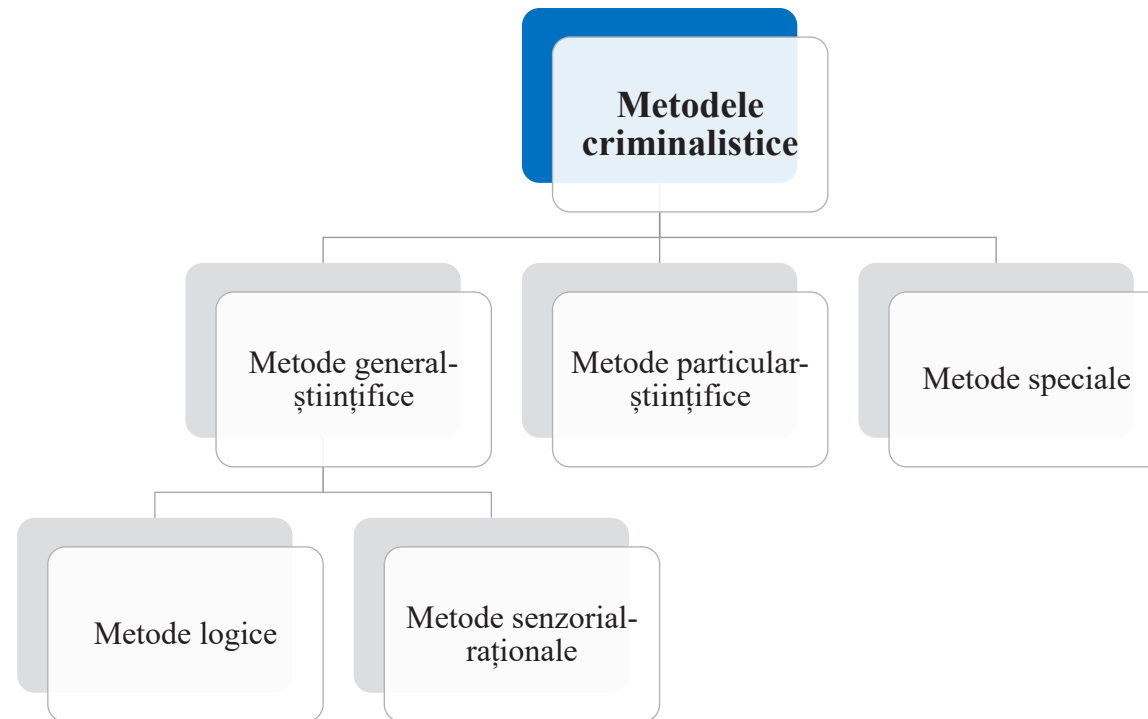 Metodele
criminalistice
Metode general-
științifice
Metode particular-
științifice
Metode speciale
Metode logice
Metode senzorial-
raționale